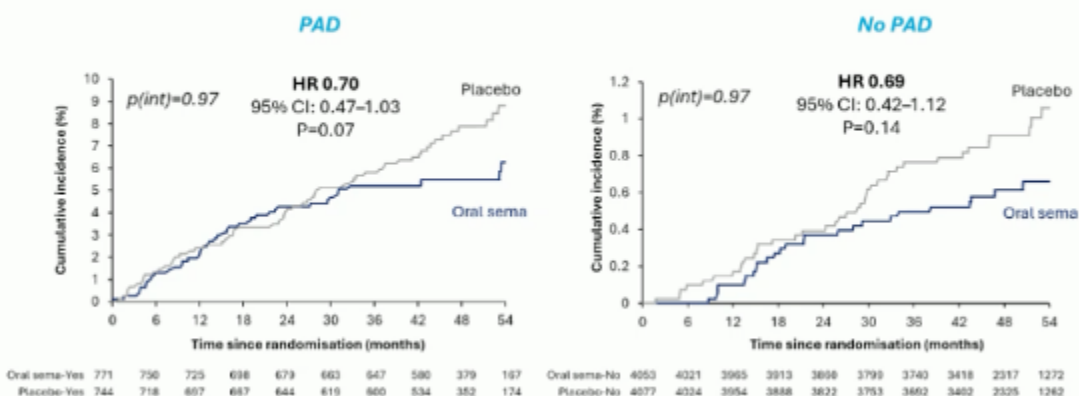 PAD
No PAD
HR 0.70
95% CI: 0.47–1.03
P=0.07
p(int)=0.97
Placebo
Oral sema
Cumulative incidence (%)
10
9
8
7
6
5
4
3
2
1
0
0 6 12 18 24 30 36 42 48 54
Time since randomisation (months)
HR 0.69
95% CI: 0.42–1.12
P=0.14
p(int)=0.97
Placebo
Oral sema
Cumulative incidence (%)
1.2
1
0.8
0.6
0.4
0.2
0
0 6 12 18 24 30 36 42 48 54
Time since randomisation (months)
Oral sema-Yes 771 750 725 698 679 663 647 580 379 167
Placebo-Yes 744 718 697 667 644 619 600 534 352 174
Oral sema-No 4053 4021 3965 3913 3790 3740 3418 2317 1272
Placebo-No 4077 4024 3954 3888 3822 3753 3692 3402 2325 1262